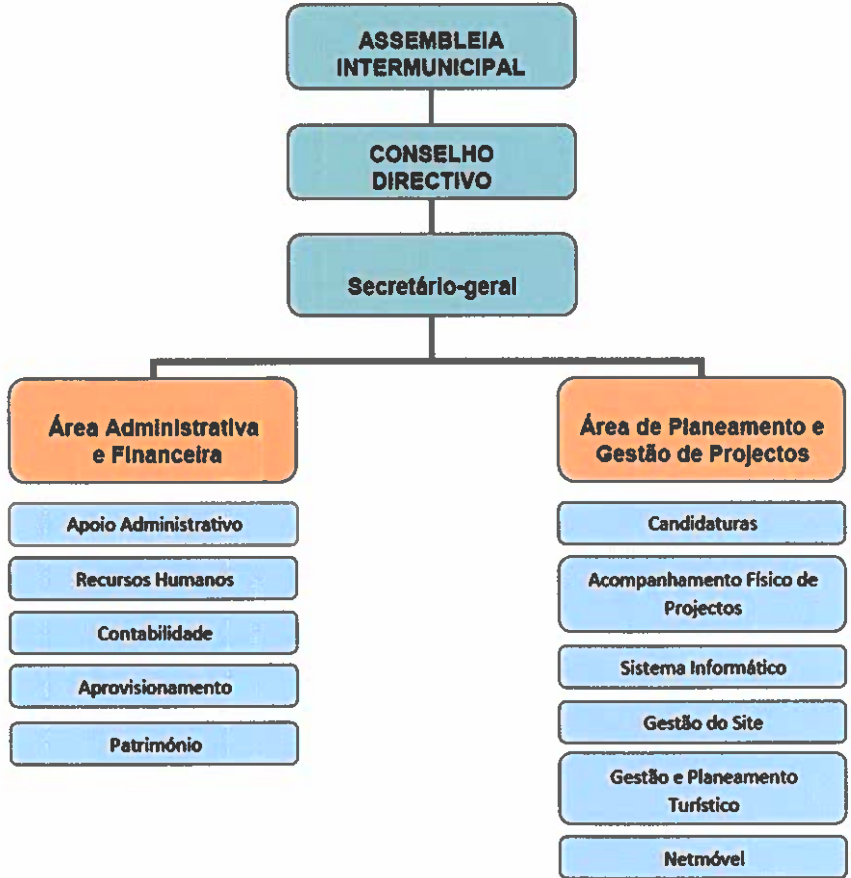 ASSEMBLEIA
INTERMUNICIPAL
CONSELHO
DIRECTIVO
Secretário-geral
Área Administrativa
e Financeira
Apoio Administrativo
Recursos Humanos
Contabilidade
Aprovisionamento
Património
Área de Planeamento e
Gestão de Projectos
Candidaturas
Acompanhamento Físico de
Projectos
Sistema Informático
Gestão do Site
Gestão e Planeamento
Turístico
Netmóvel